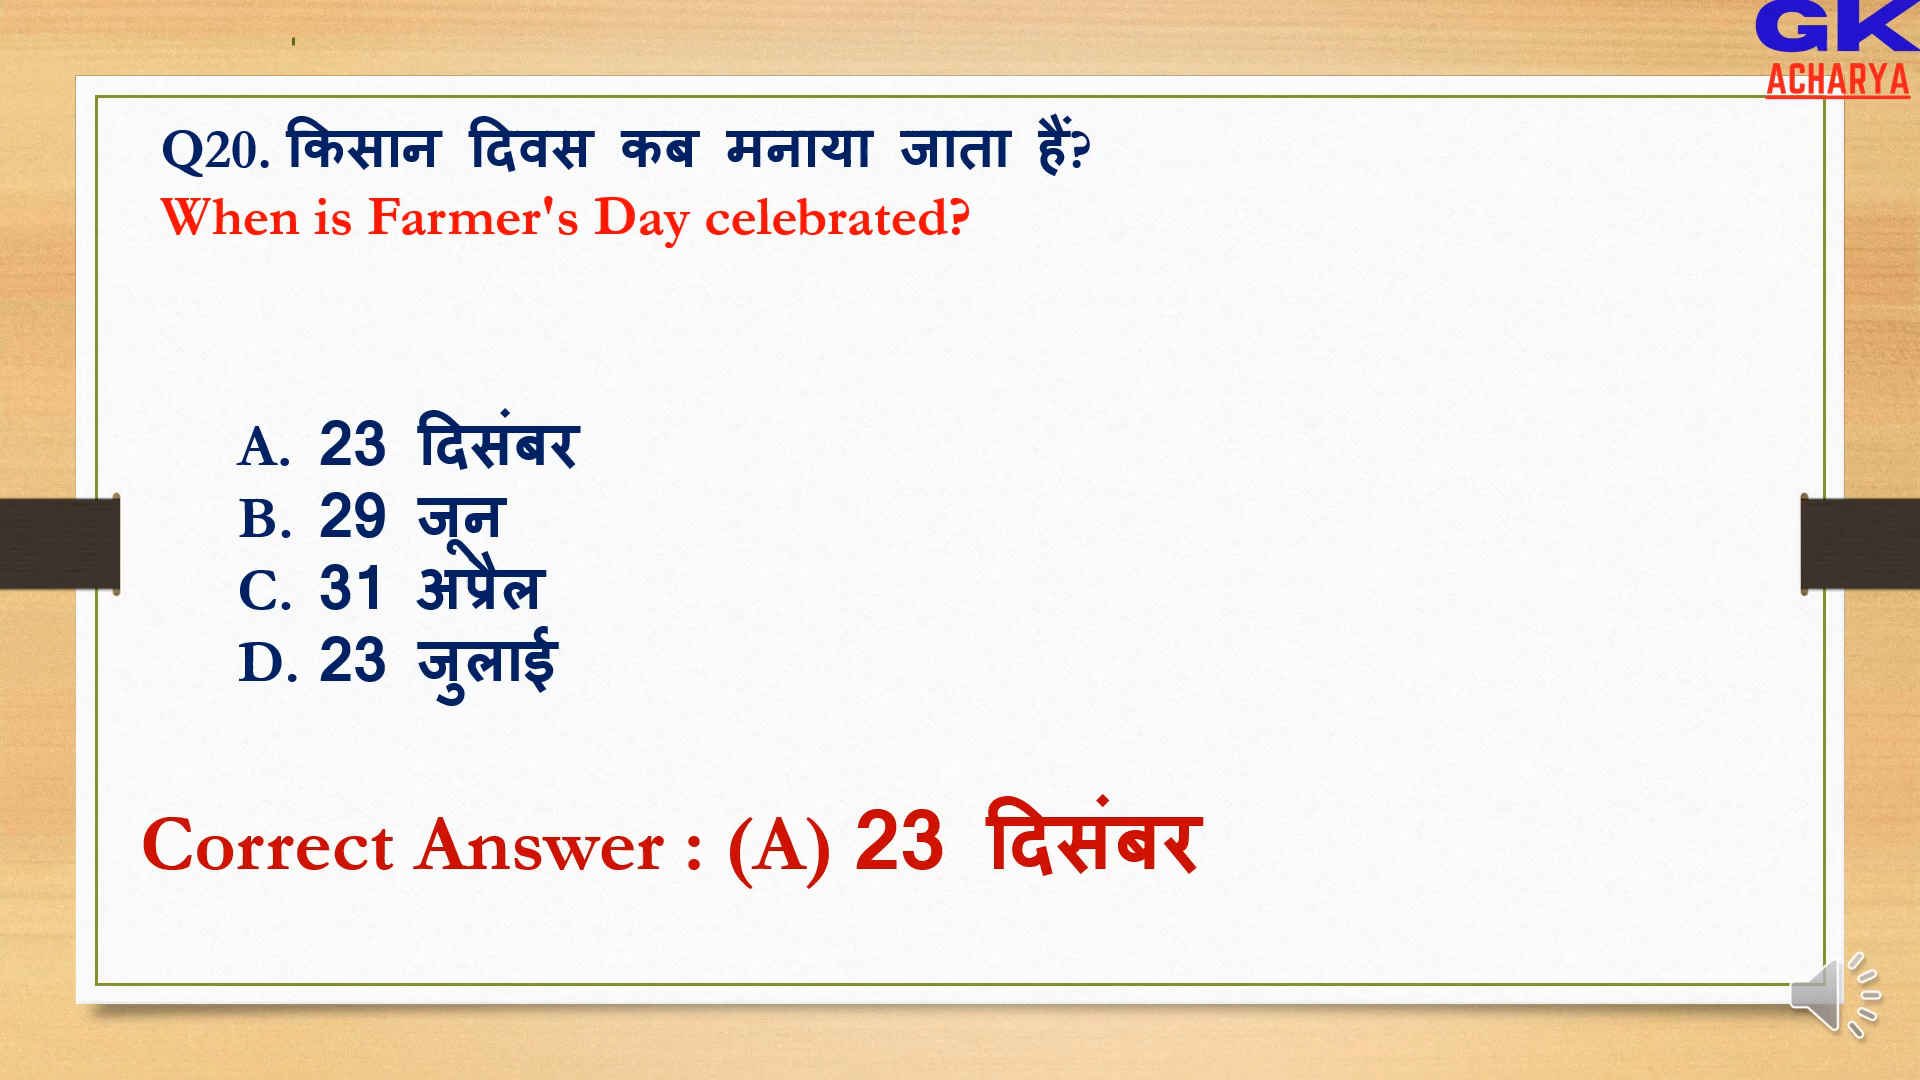 GK
ACHARYA
Q20. किसान दिवस कब मनाया जाता हैं?
When is Farmer's Day celebrated?
A. 23 दिसंबर
B. 29 जून
C. 31 अप्रैल
D. 23 जुलाई
Correct Answer : (A) 23 दिसंबर